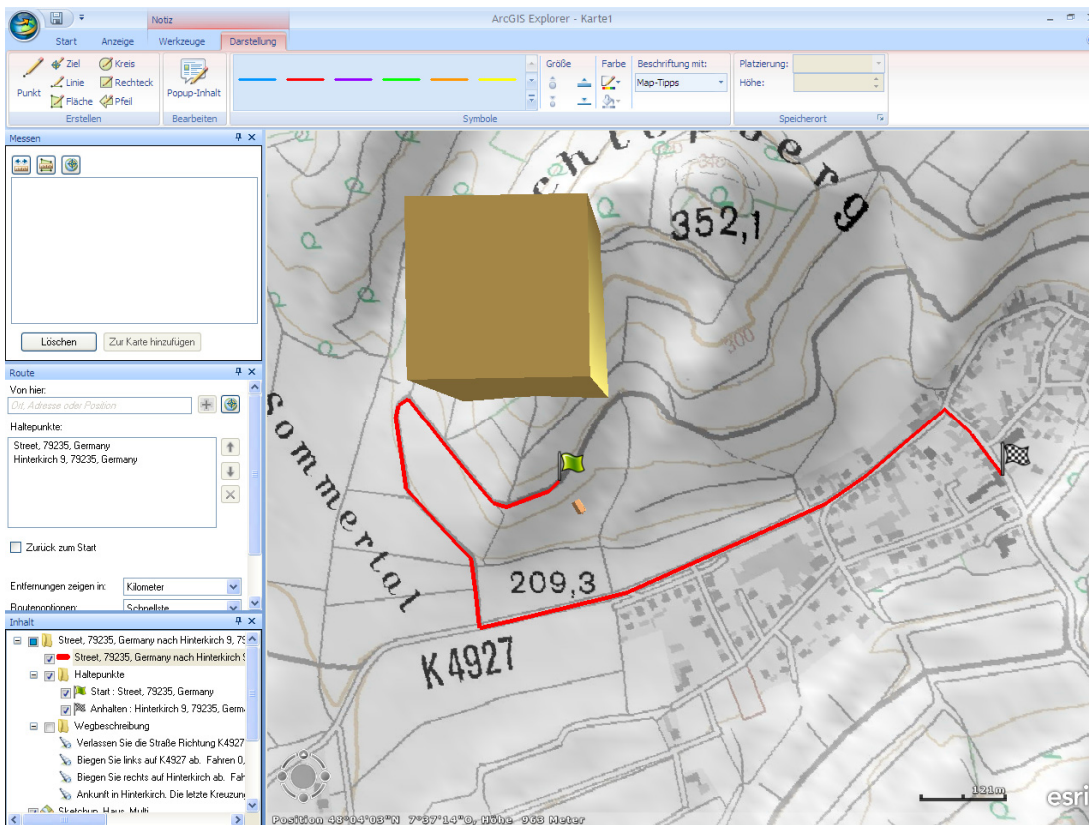 Notiz
ArcGIS Explorer - Karte1
Start Anzeige Werkzeuge Darstellung
Punkt
Ziel
Kreis
Linie
Rechteck
Fläche
Pfeil
Erstellen
Popup-Inhalt
Bearbeiten
Symbole
Größe
Farbe
Beschriftung mit:
Map-Tipps
Platzierung:
Höhe:
Speicherort
Messen
Löschen
Zur Karte hinzufügen
Route
Von hier:
Ort, Adresse oder Position
Haltepunkte:
Street, 79235, Germany
Hinterkirch 9, 79235, Germany
Zurück zum Start
Entfernungen zeigen in: Kilometer
Routenoptionen: Schnellste
Inhalt
Street, 79235, Germany nach Hinterkirch 9, 79
Street, 79235, Germany nach Hinterkirch 9
Haltepunkte
Start : Street, 79235, Germany
Anhalten : Hinterkirch 9, 79235, Germ
Wegbeschreibung
Verlassen Sie die Straße Richtung K4927
Biegen Sie links auf K4927 ab. Fahren 0,
Biegen Sie rechts auf Hinterkirch ab. Fah
Ankunft in Hinterkirch. Die letzte Kreuzun
Sketchup_Haus_Multi
chtopberg
352,1
300
sommertal
209,3
K4927
121m
esri
Position 48°04'03"N 7°37'14"O, Höhe 963 Meter